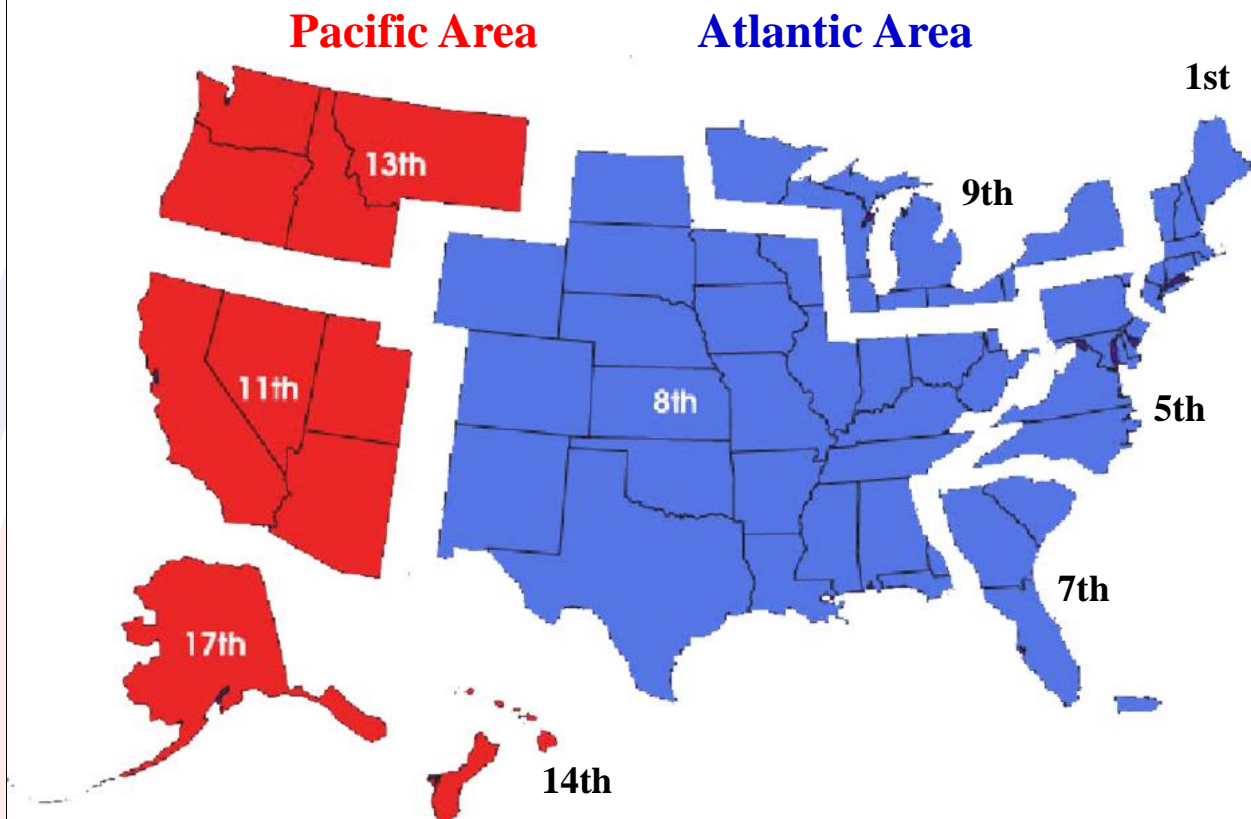 Pacific Area
Atlantic Area
1st
13th
9th
11th
8th
5th
7th
17th
14th